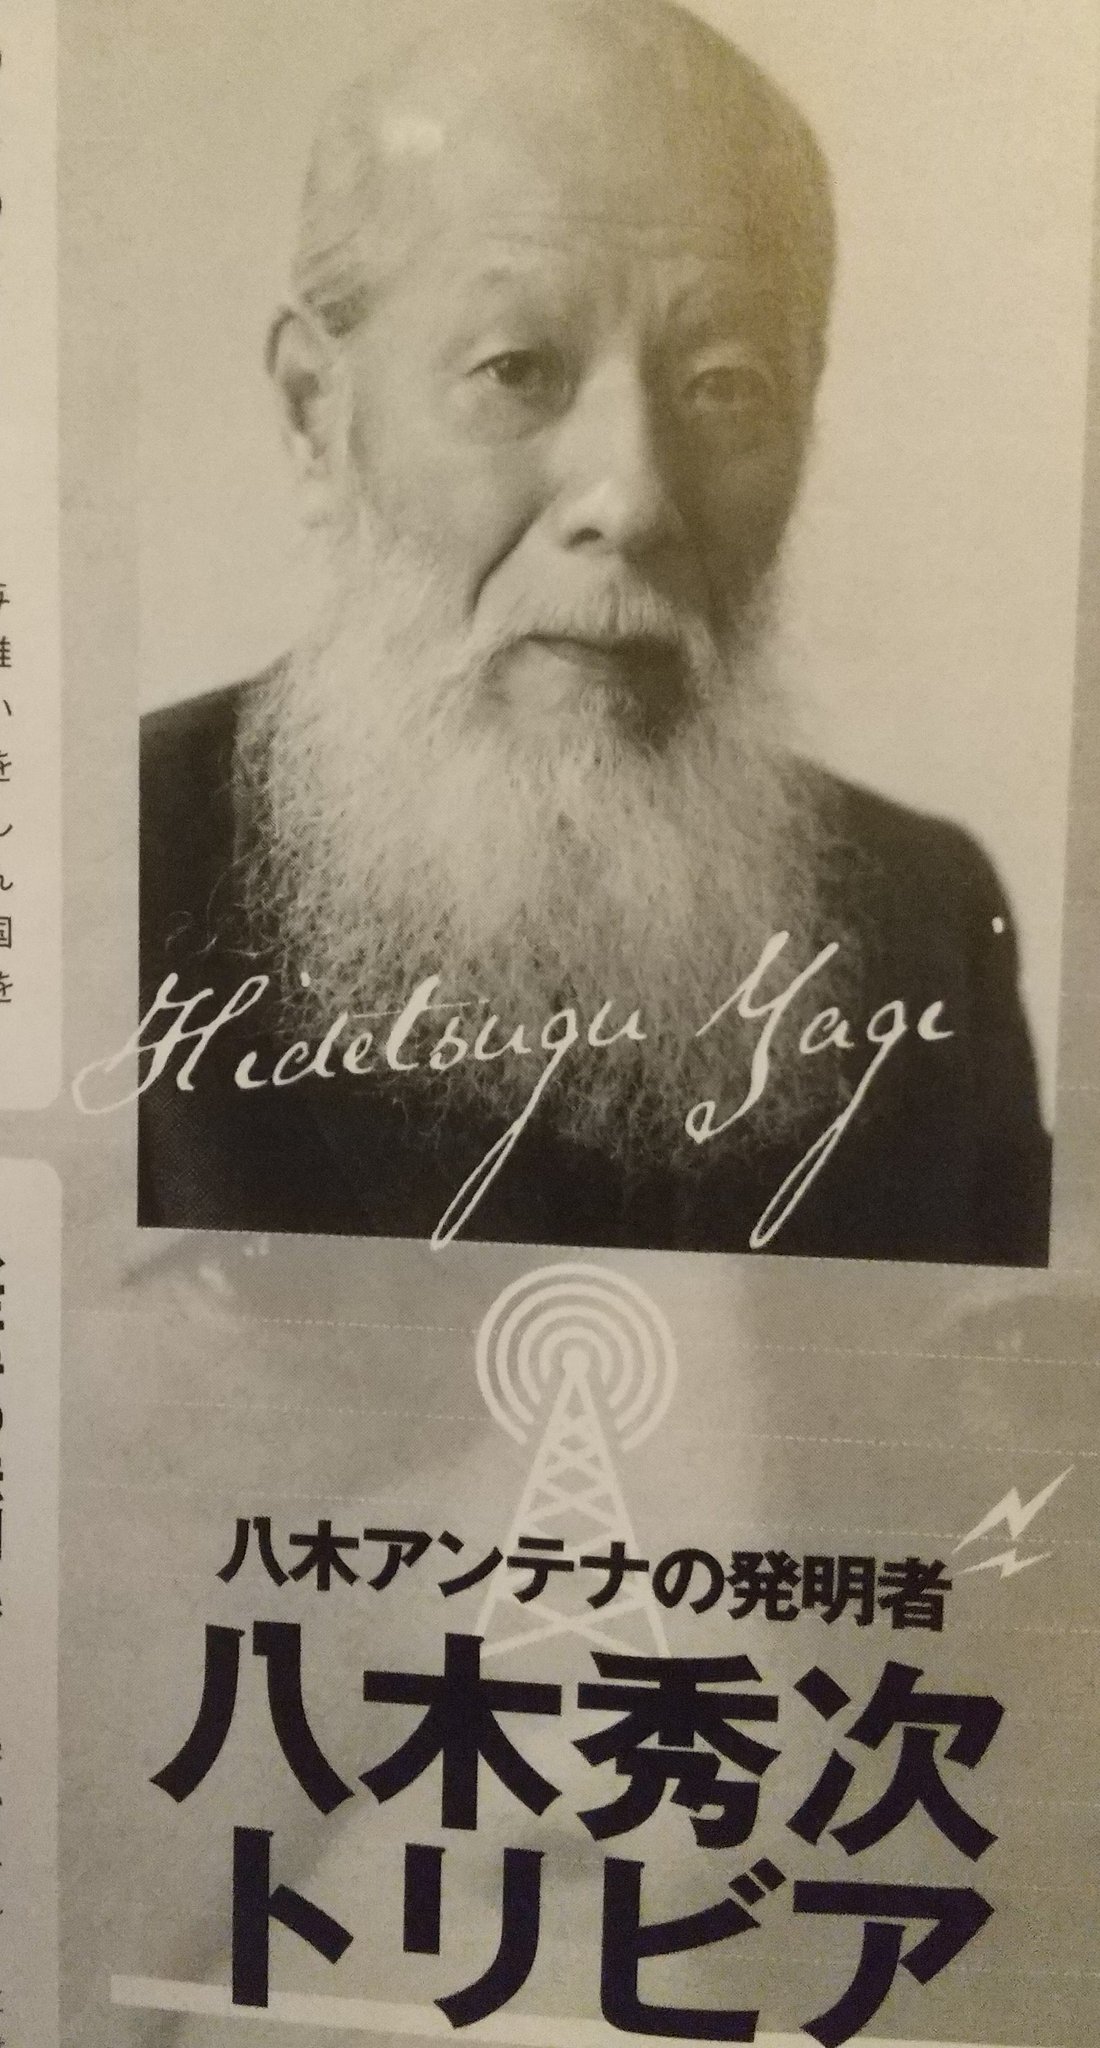 Hidetsugu Yagi
八木アンテナの発明者
八木秀次
トリビア